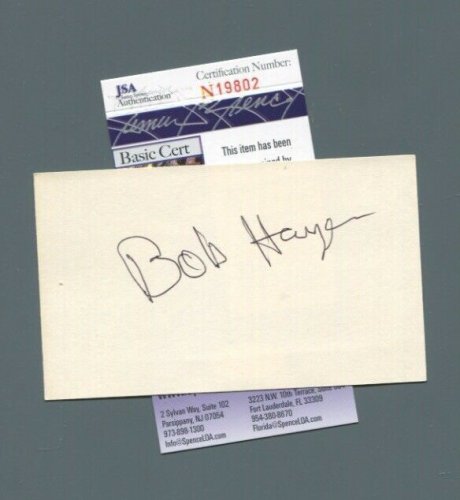 Certification Number:
JSA
Authentication
N19802
Basic Cert
This item has been
Bob Hayes
2 Sylvan Way, Suite 102
Parsippany, NJ 07054
973-898-1300
Info@SpenceLOA.com
3223 N.W. 10th Terrace, Suite
Fort Lauderdale, FL 33309
954-380-8670
Florida@SpenceLOA.com